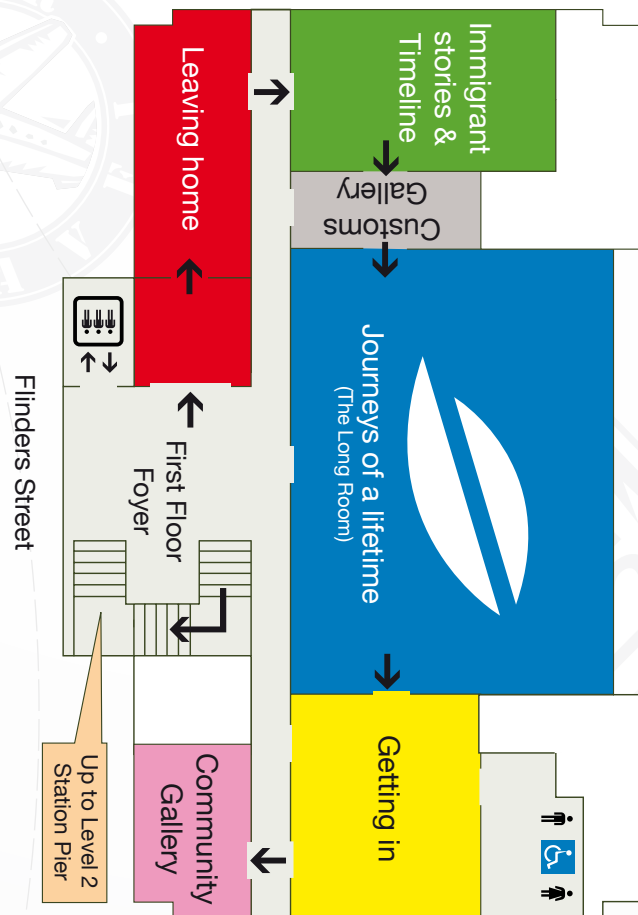 Immigrant
stories &
Timeline
Customs
Gallery
Journeys of a lifetime
(The Long Room)
Getting in
Leaving home
First Floor
Foyer
Community
Gallery
Up to Level 2
Station Pier
Flinders Street